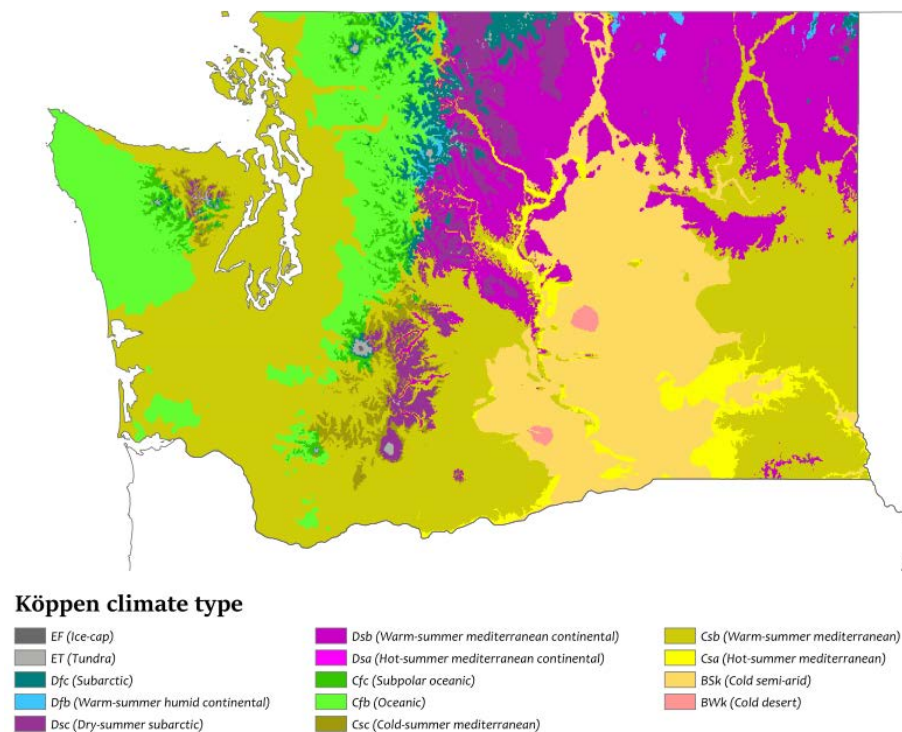 Köppen climate type
EF (Ice-cap)
ET (Tundra)
Dfc (Subarctic)
Dfb (Warm-summer humid continental)
Dsc (Dry-summer subarctic)
Dsb (Warm-summer mediterranean continental)
Dsa (Hot-summer mediterranean continental)
Cfc (Subpolar oceanic)
Cfb (Oceanic)
Csc (Cold-summer mediterranean)
Csb (Warm-summer mediterranean)
Csa (Hot-summer mediterranean)
BSk (Cold semi-arid)
BWk (Cold desert)